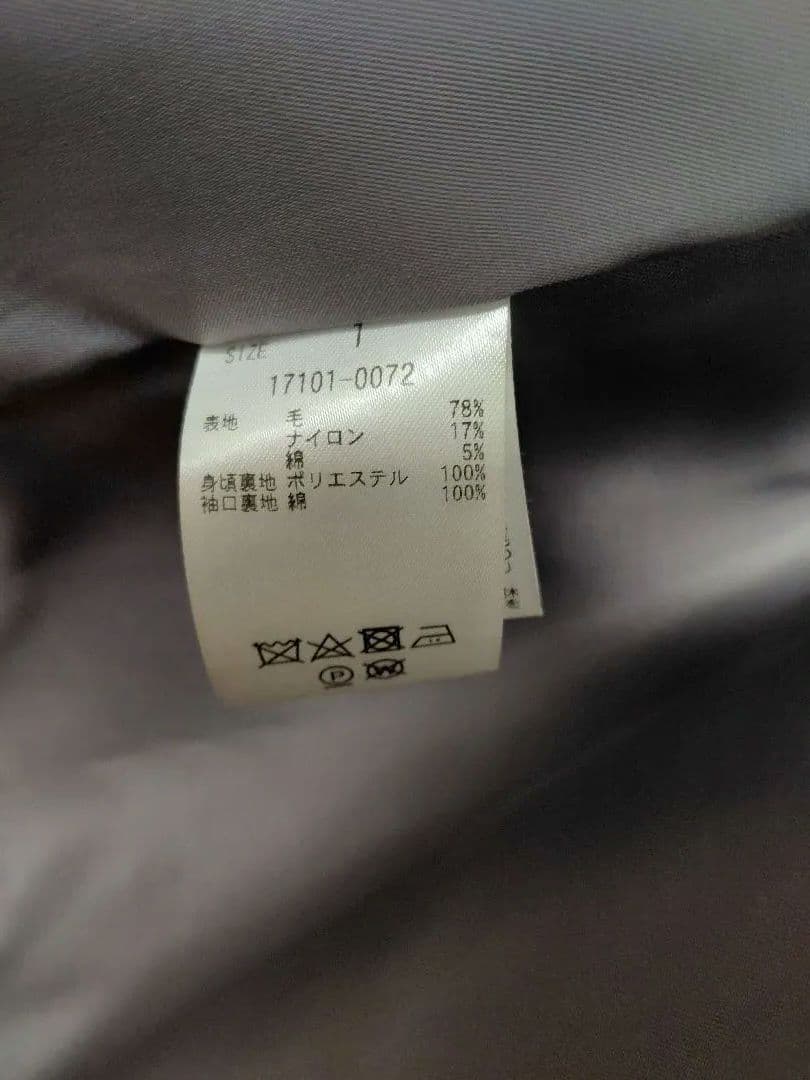 SIZE 1
17101-0072
表地 毛 78%
ナイロン 17%
綿 5%
身頃裏地 ポリエステル 100%
袖口裏地 綿 100%
P W